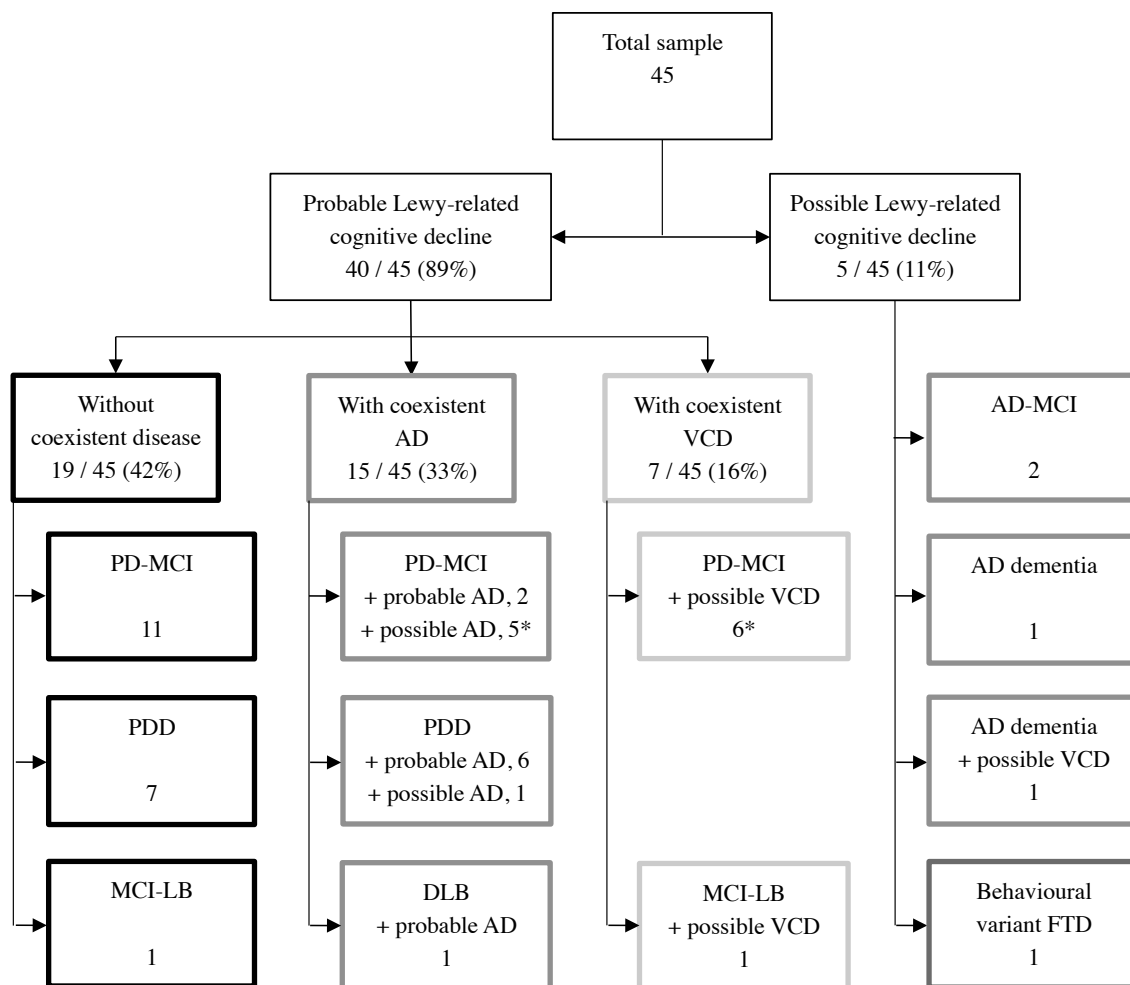 Total sample
45
Probable Lewy-related
cognitive decline
40 / 45 (89%)
Possible Lewy-related
cognitive decline
5 / 45 (11%)
Without
coexistent disease
19 / 45 (42%)
With coexistent
AD
15 / 45 (33%)
With coexistent
VCD
7 / 45 (16%)
AD-MCI
2
PD-MCI
11
PD-MCI
+ probable AD, 2
+ possible AD, 5*
PD-MCI
+ possible VCD
6*
AD dementia
1
PDD
7
PDD
+ probable AD, 6
+ possible AD, 1
AD dementia
+ possible VCD
1
MCI-LB
1
DLB
+ probable AD
1
MCI-LB
+ possible VCD
1
Behavioural
variant FTD
1